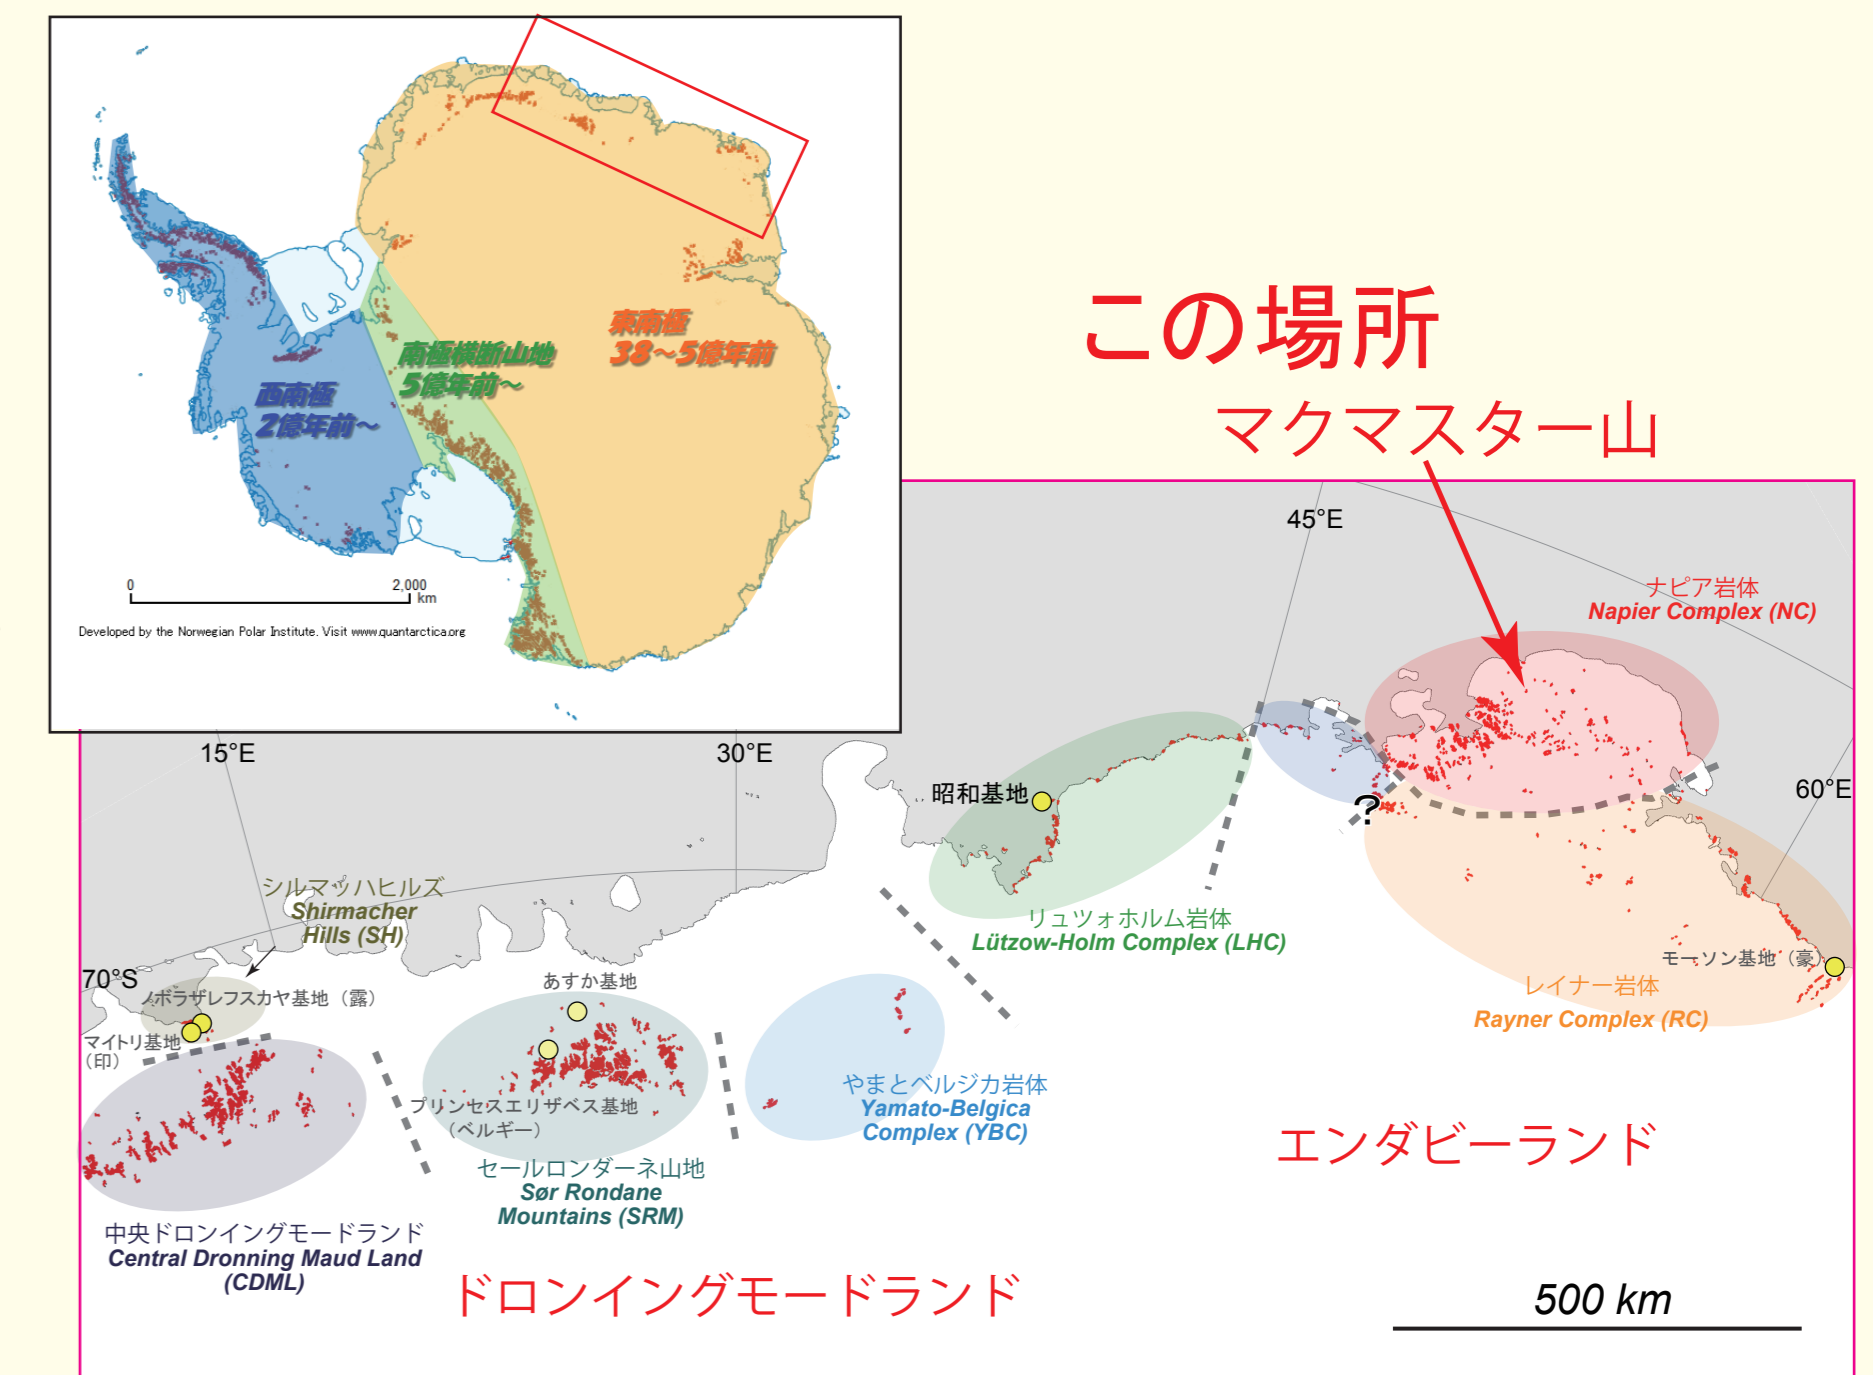 東南極
38～5億年前
南極横断山地
5億年前～
西南極
2億年前～
0
2,000
km
Developed by the Norwegian Polar Institute. Visit www.quantarctica.org
この場所
マクマスター山
45°E
ナピア岩体
Napier Complex (NC)
15°E
30°E
60°E
昭和基地
?
シルマッハヒルズ
Shirmacher
Hills (SH)
リュツォホルム岩体
Lützow-Holm Complex (LHC)
モーソン基地（豪）
70°S
ノボラザレフスカヤ基地（露）
あすか基地
レイナー岩体
Rayner Complex (RC)
マイトリ基地
（印）
プリンセスエリザベス基地
（ベルギー）
やまとベルジカ岩体
Yamato-Belgica
Complex (YBC)
エンダビーランド
セールロンダーネ山地
Sør Rondane
Mountains (SRM)
中央ドロンイングモードランド
Central Dronning Maud Land
(CDML)
ドロンイングモードランド
500 km